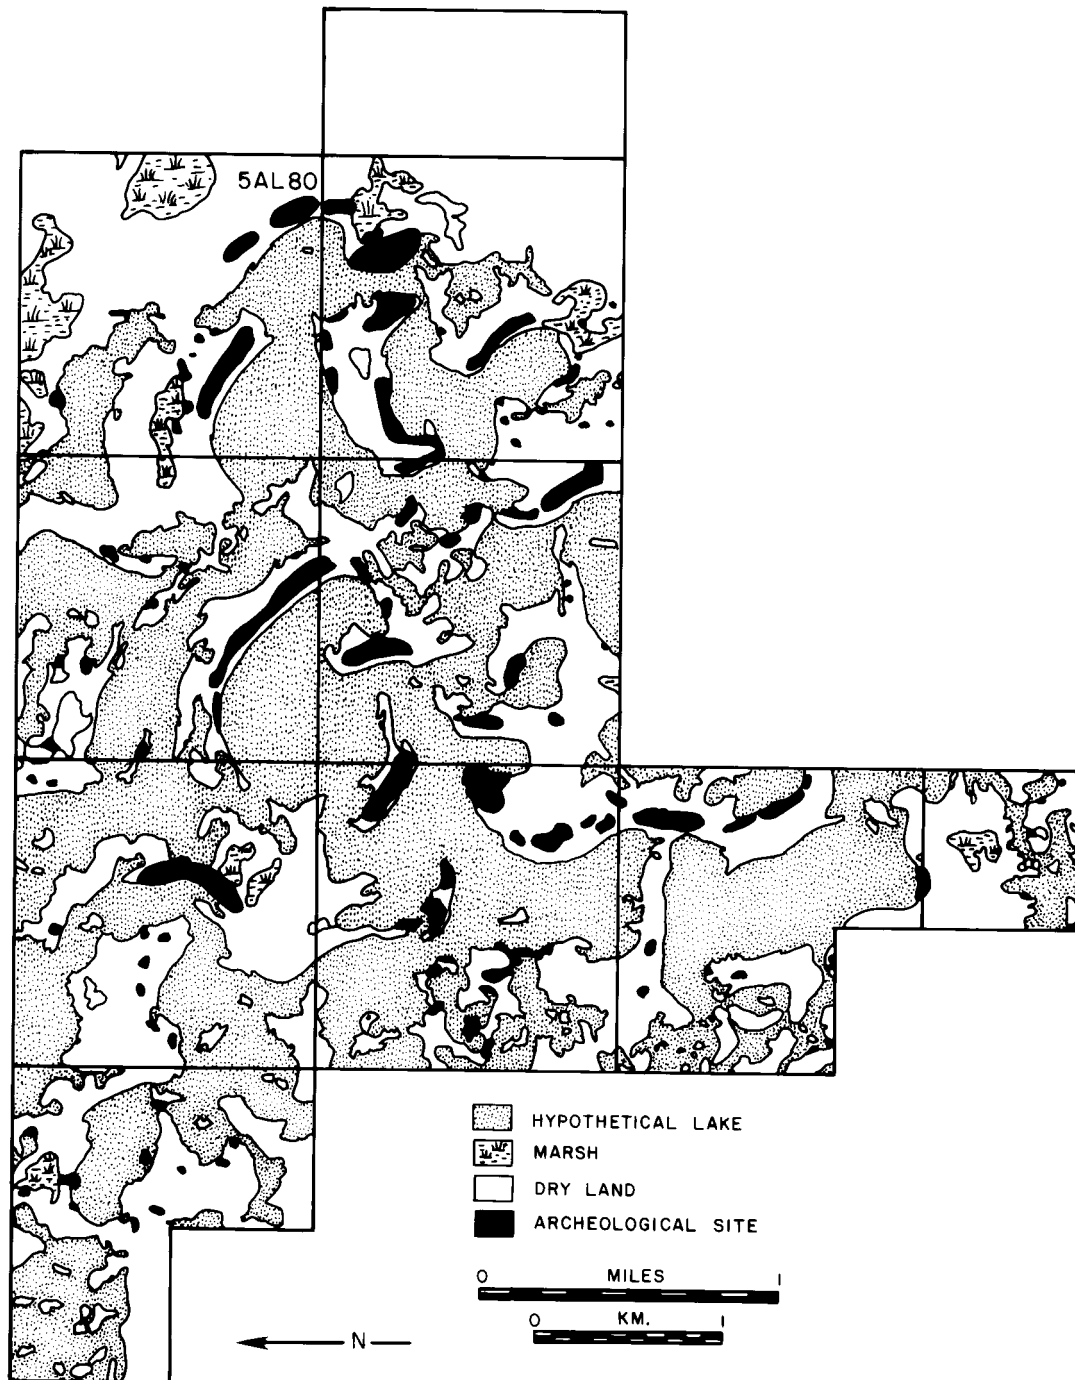 5AL80
HYPOTHETICAL LAKE
MARSH
DRY LAND
ARCHEOLOGICAL SITE
0 MILES 1
0 KM. 1
N